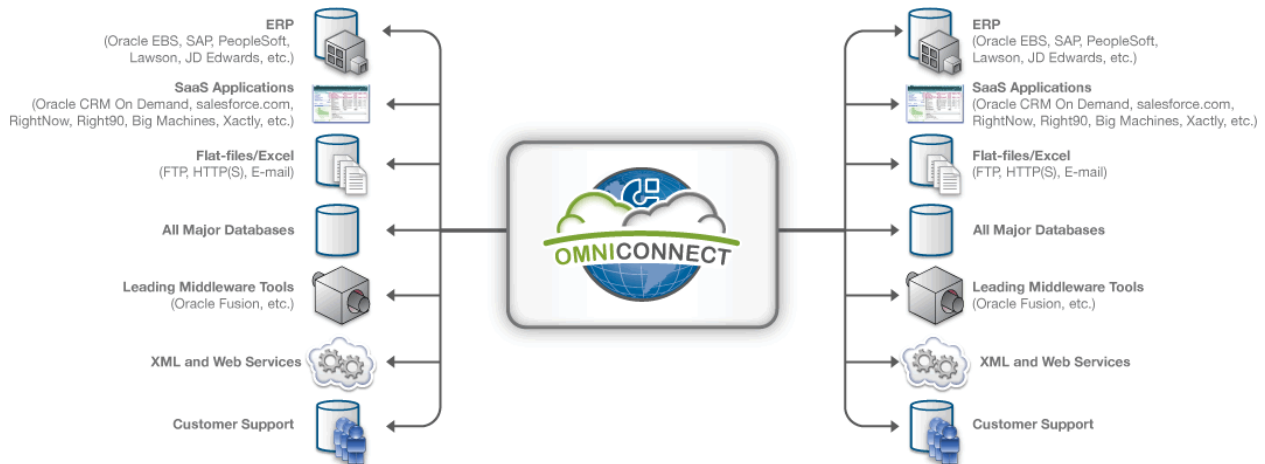 ERP
(Oracle EBS, SAP, PeopleSoft,
Lawson, JD Edwards, etc.)
SaaS Applications
(Oracle CRM On Demand, salesforce.com,
RightNow, Right90, Big Machines, Xactly, etc.)
Flat-files/Excel
(FTP, HTTP(S), E-mail)
All Major Databases
Leading Middleware Tools
(Oracle Fusion, etc.)
XML and Web Services
Customer Support
OMNICONNECT
ERP
(Oracle EBS, SAP, PeopleSoft,
Lawson, JD Edwards, etc.)
SaaS Applications
(Oracle CRM On Demand, salesforce.com,
RightNow, Right90, Big Machines, Xactly, etc.)
Flat-files/Excel
(FTP, HTTP(S), E-mail)
All Major Databases
Leading Middleware Tools
(Oracle Fusion, etc.)
XML and Web Services
Customer Support